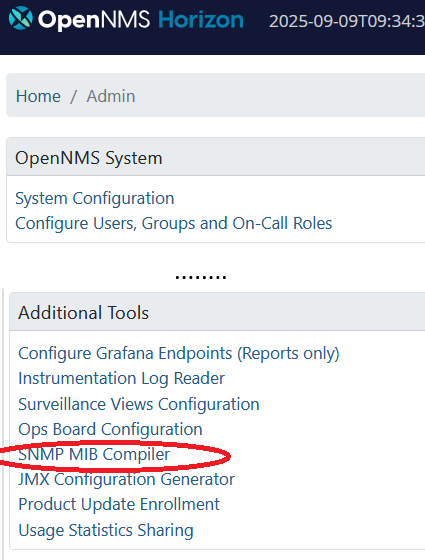 OpenNMS Horizon 2025-09-09T09:34:3
Home / Admin
OpenNMS System
System Configuration
Configure Users, Groups and On-Call Roles
........
Additional Tools
Configure Grafana Endpoints (Reports only)
Instrumentation Log Reader
Surveillance Views Configuration
Ops Board Configuration
SNMP MIB Compiler
JMX Configuration Generator
Product Update Enrollment
Usage Statistics Sharing